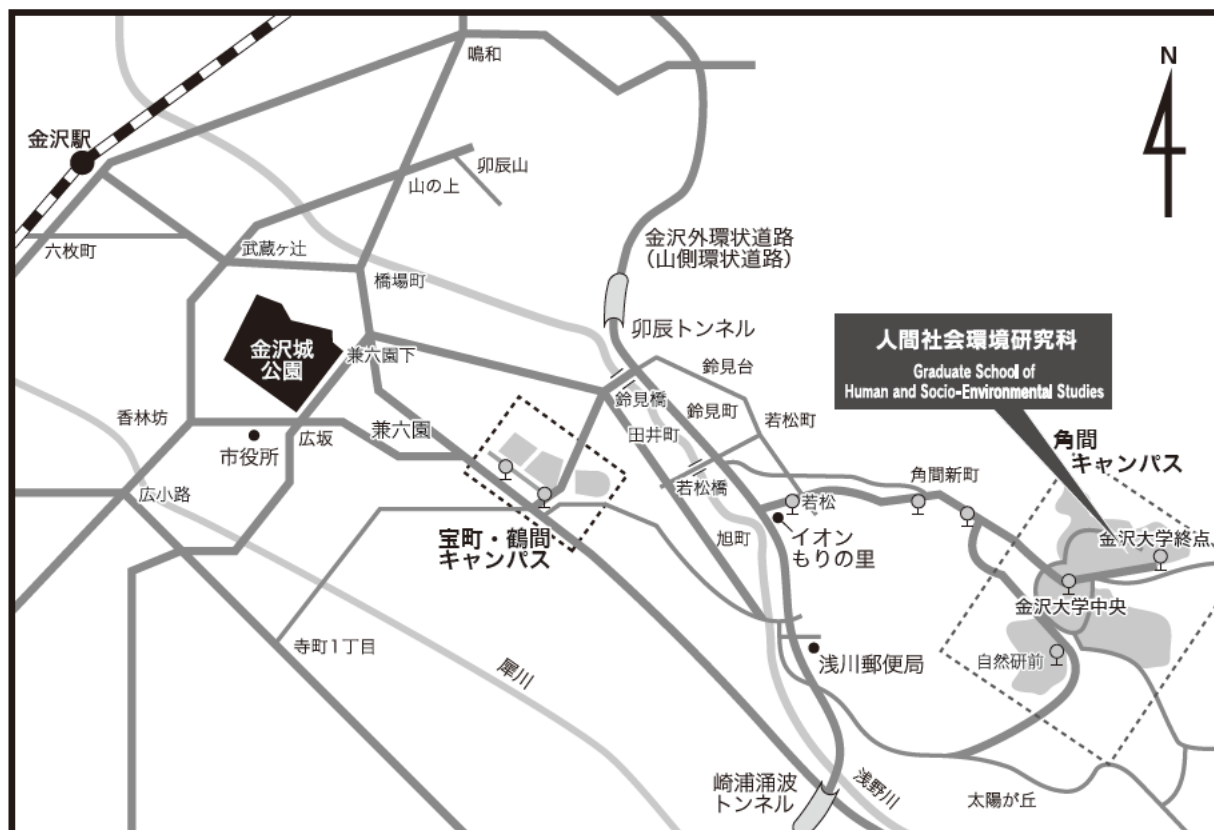 鳴和
N
金沢駅
卯辰山
山の上
六枚町
武蔵ヶ辻
橋場町
金沢外環状道路
（山側環状道路）
卯辰トンネル
人間社会環境研究科
Graduate School of
Human and Socio-Environmental Studies
金沢城
公園
兼六園下
鈴見台
鈴見橋
鈴見町
香林坊
市役所
広坂
兼六園
田井町
若松町
角間
キャンパス
角間新町
若松橋
若松
広小路
宝町・鶴間
キャンパス
旭町
イオン
もりの里
金沢大学終点
金沢大学中央
寺町1丁目
犀川
浅川郵便局
自然研前
崎浦涌波
トンネル
浅野川
太陽が丘